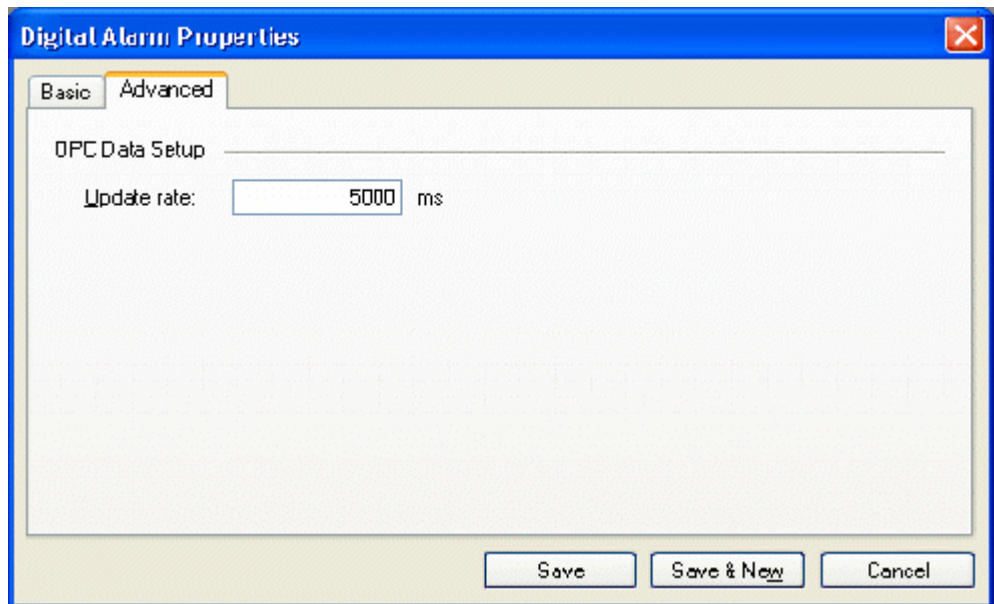 Digital Alarm Properties
Basic Advanced
OPC Data Setup
Update rate: 5000 ms
Save Save & New Cancel